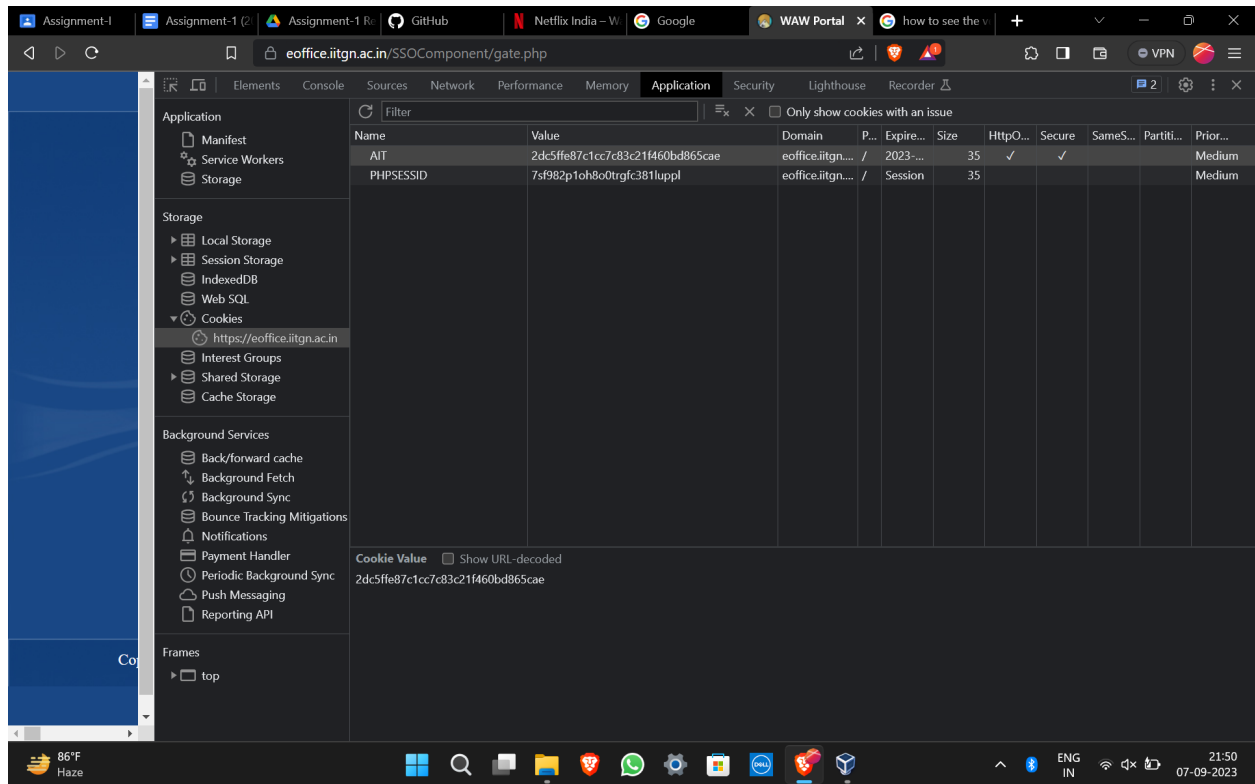 Assignment-I
Assignment-1 (2
Assignment-1 Re
GitHub
Netflix India – W
Google
WAW Portal
how to see the v
eoffice.iitgn.ac.in/SSOComponent/gate.php
VPN
Elements Console Sources Network Performance Memory Application Security Lighthouse Recorder
2
Application
Manifest
Service Workers
Storage
Storage
Local Storage
Session Storage
IndexedDB
Web SQL
Cookies
https://eoffice.iitgn.ac.in
Interest Groups
Shared Storage
Cache Storage
Background Services
Back/forward cache
Background Fetch
Background Sync
Bounce Tracking Mitigations
Notifications
Payment Handler
Periodic Background Sync
Push Messaging
Reporting API
Frames
top
Filter
Only show cookies with an issue
Name Value Domain P... Expire... Size HttpO... Secure SameS... Partiti... Prior...
AIT 2dc5ffe87c1cc7c83c21f460bd865cae eoffice.iitgn.... / 2023-... 35 ✓ ✓ Medium
PHPSESSID 7sf982p1oh8o0trgfc381luppl eoffice.iitgn.... / Session 35 Medium
Cookie Value Show URL-decoded
2dc5ffe87c1cc7c83c21f460bd865cae
Cop
86°F
Haze
DELL
ENG
IN
21:50
07-09-2023